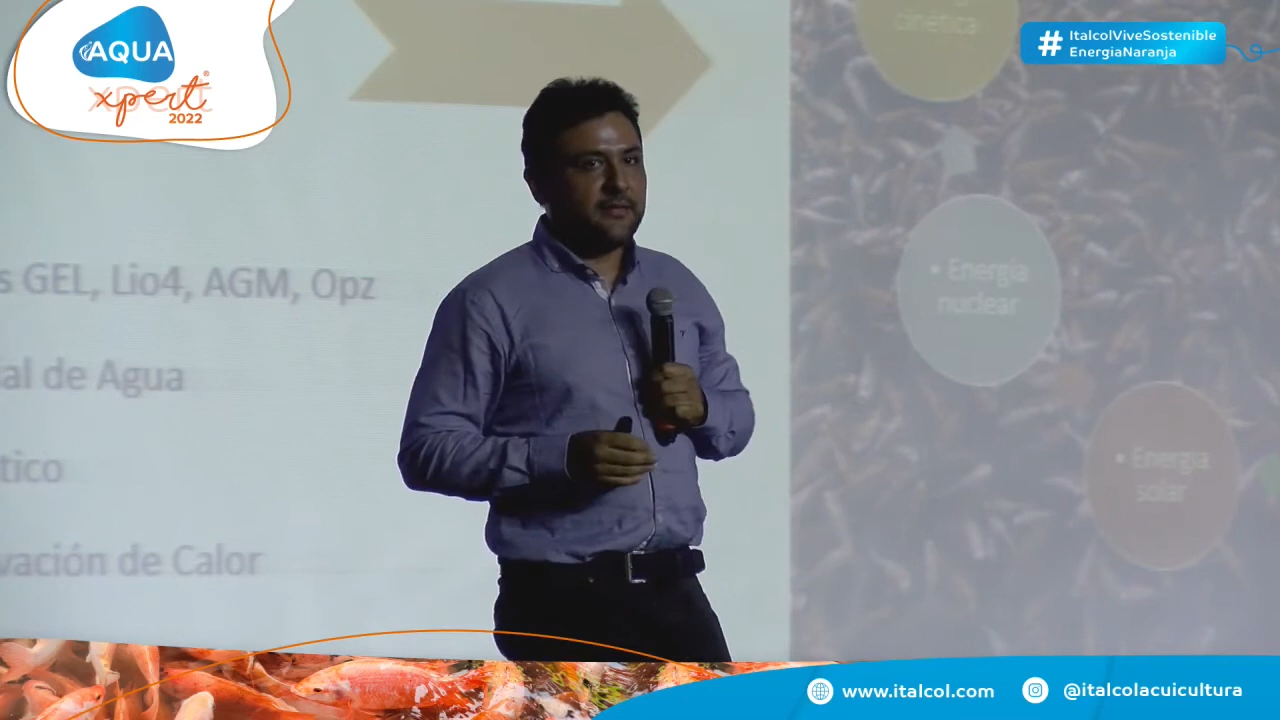 AQUA
xpert®
2022
# ItalcolViveSostenible
EnergiaNaranja
cinética
• Energía
nuclear
• Energía
solar
s GEL, Lio4, AGM, Opz
al de Agua
tico
vación de Calor
www.italcol.com
@italcolacuicultura